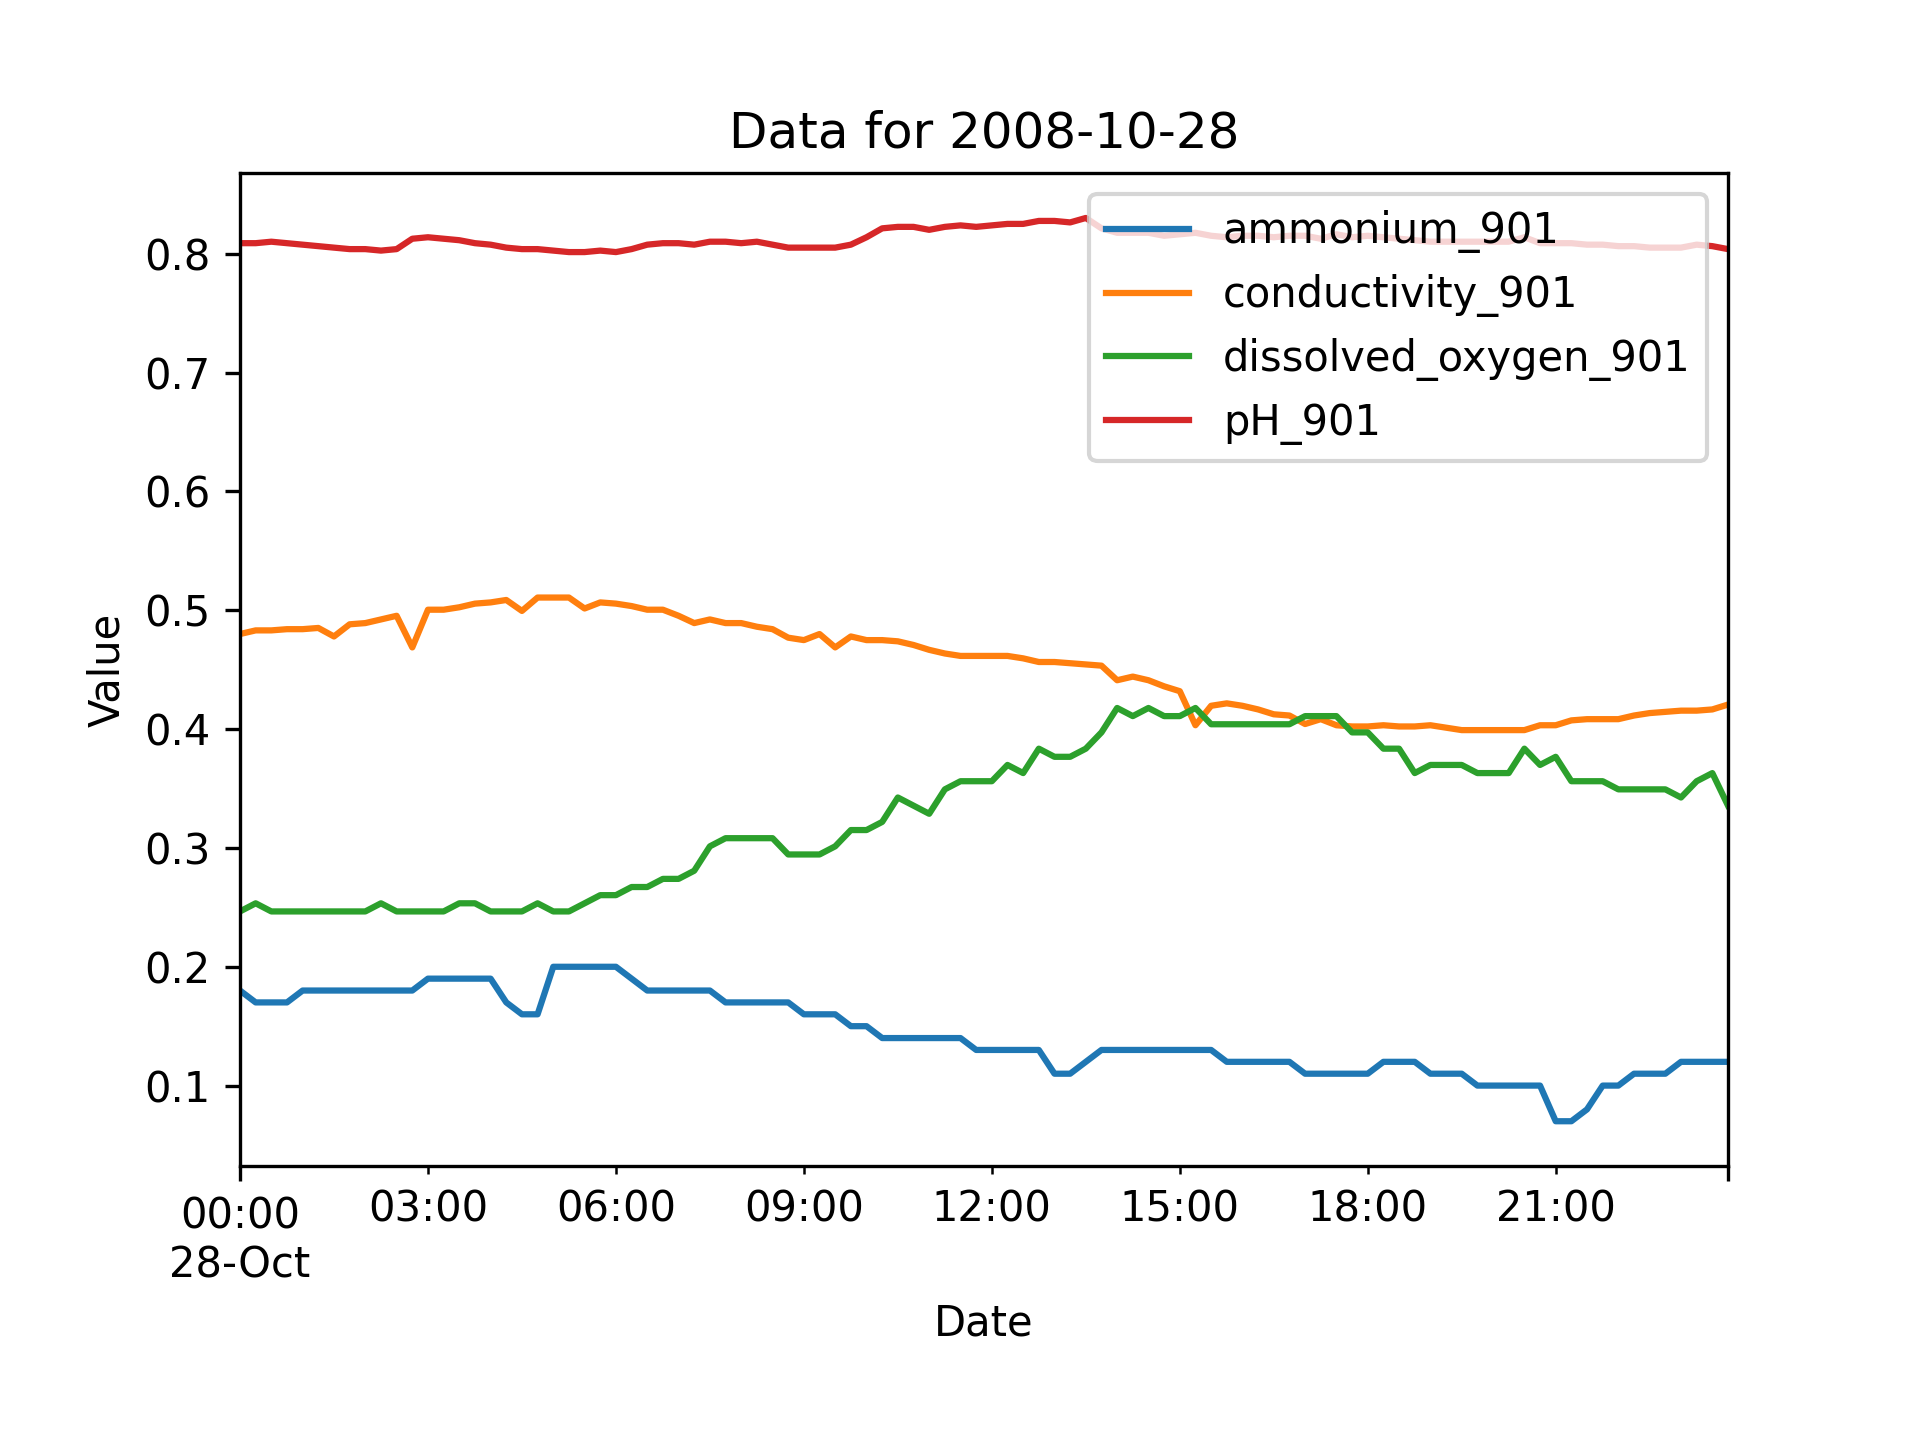 Data for 2008-10-28
ammonium_901
conductivity_901
dissolved_oxygen_901
pH_901
Value
0.8
0.7
0.6
0.5
0.4
0.3
0.2
0.1
00:00 03:00 06:00 09:00 12:00 15:00 18:00 21:00
28-Oct
Date